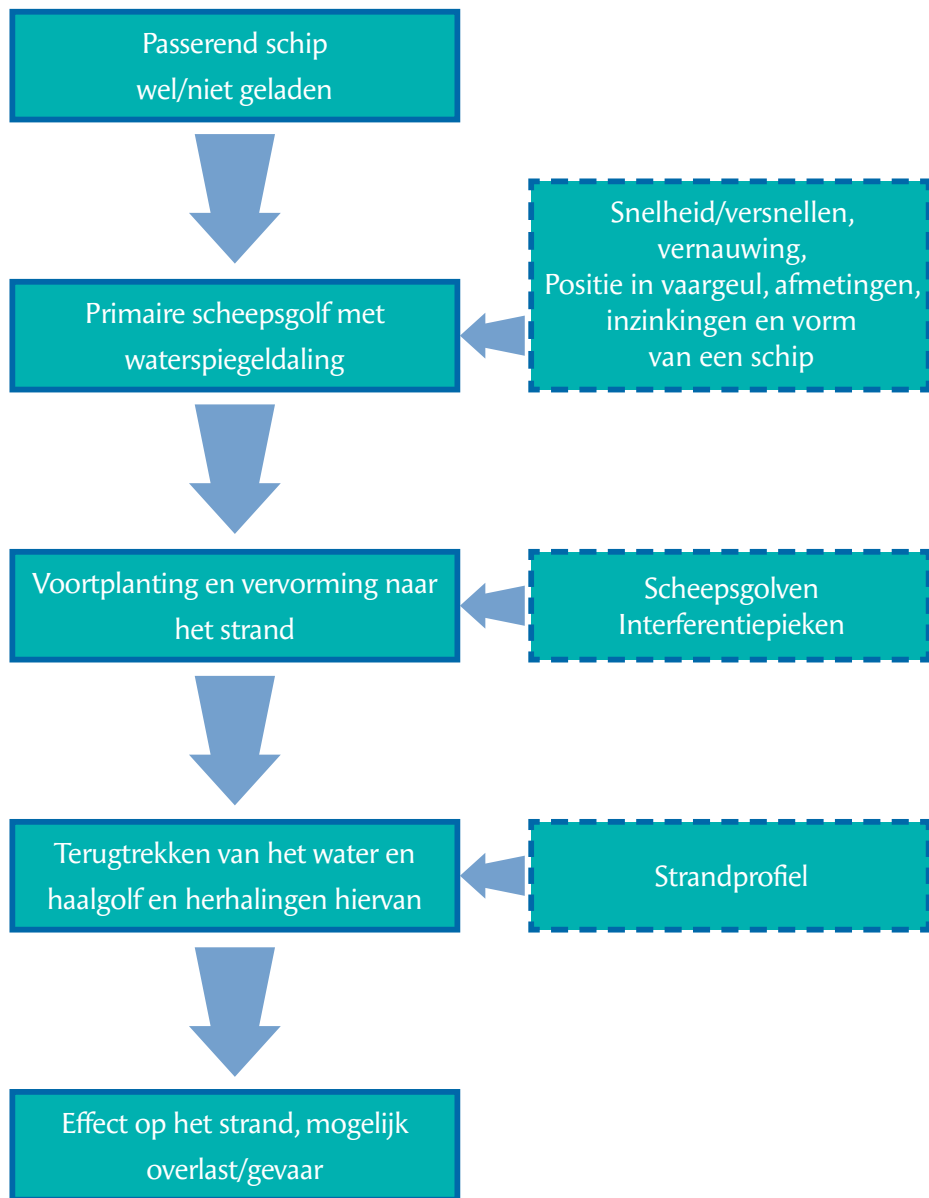 Passerend schip
wel/niet geladen
Snelheid/versnellen,
vernauwing,
Positie in vaargeul, afmetingen,
inzinkingen en vorm
van een schip
Primaire scheepsgolf met
waterspiegeldaling
Voortplanting en vervorming naar
het strand
Scheepsgolven
Interferentiepieken
Terugtrekken van het water en
haalgolf en herhalingen hiervan
Strandprofiel
Effect op het strand, mogelijk
overlast/gevaar